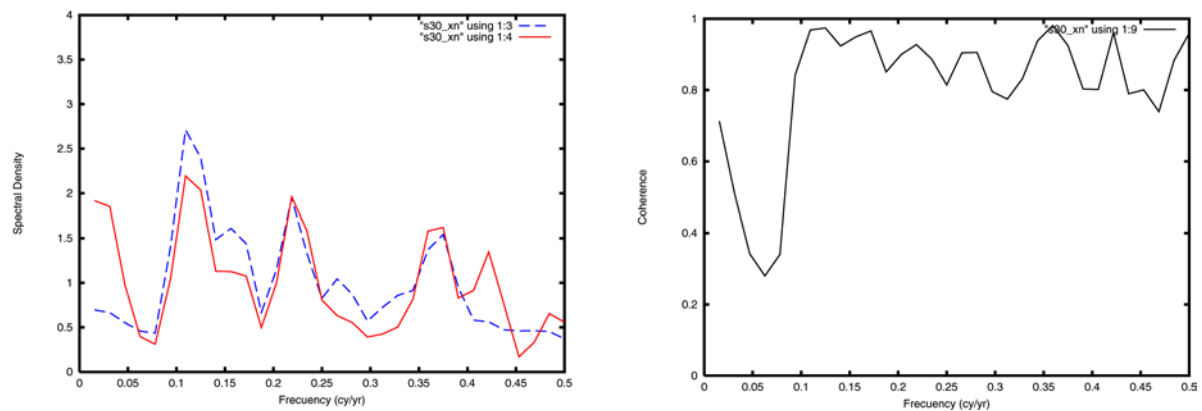 "s30_xn" using 1:3
"s30_xn" using 1:4
4
3.5
3
2.5
2
1.5
1
0.5
0
Spectral Density
0 0.05 0.1 0.15 0.2 0.25 0.3 0.35 0.4 0.45 0.5
Frecuency (cy/yr)
"s30_xn" using 1:9
1
0.8
0.6
0.4
0.2
0
Coherence
0 0.05 0.1 0.15 0.2 0.25 0.3 0.35 0.4 0.45 0.5
Frecuency (cy/yr)